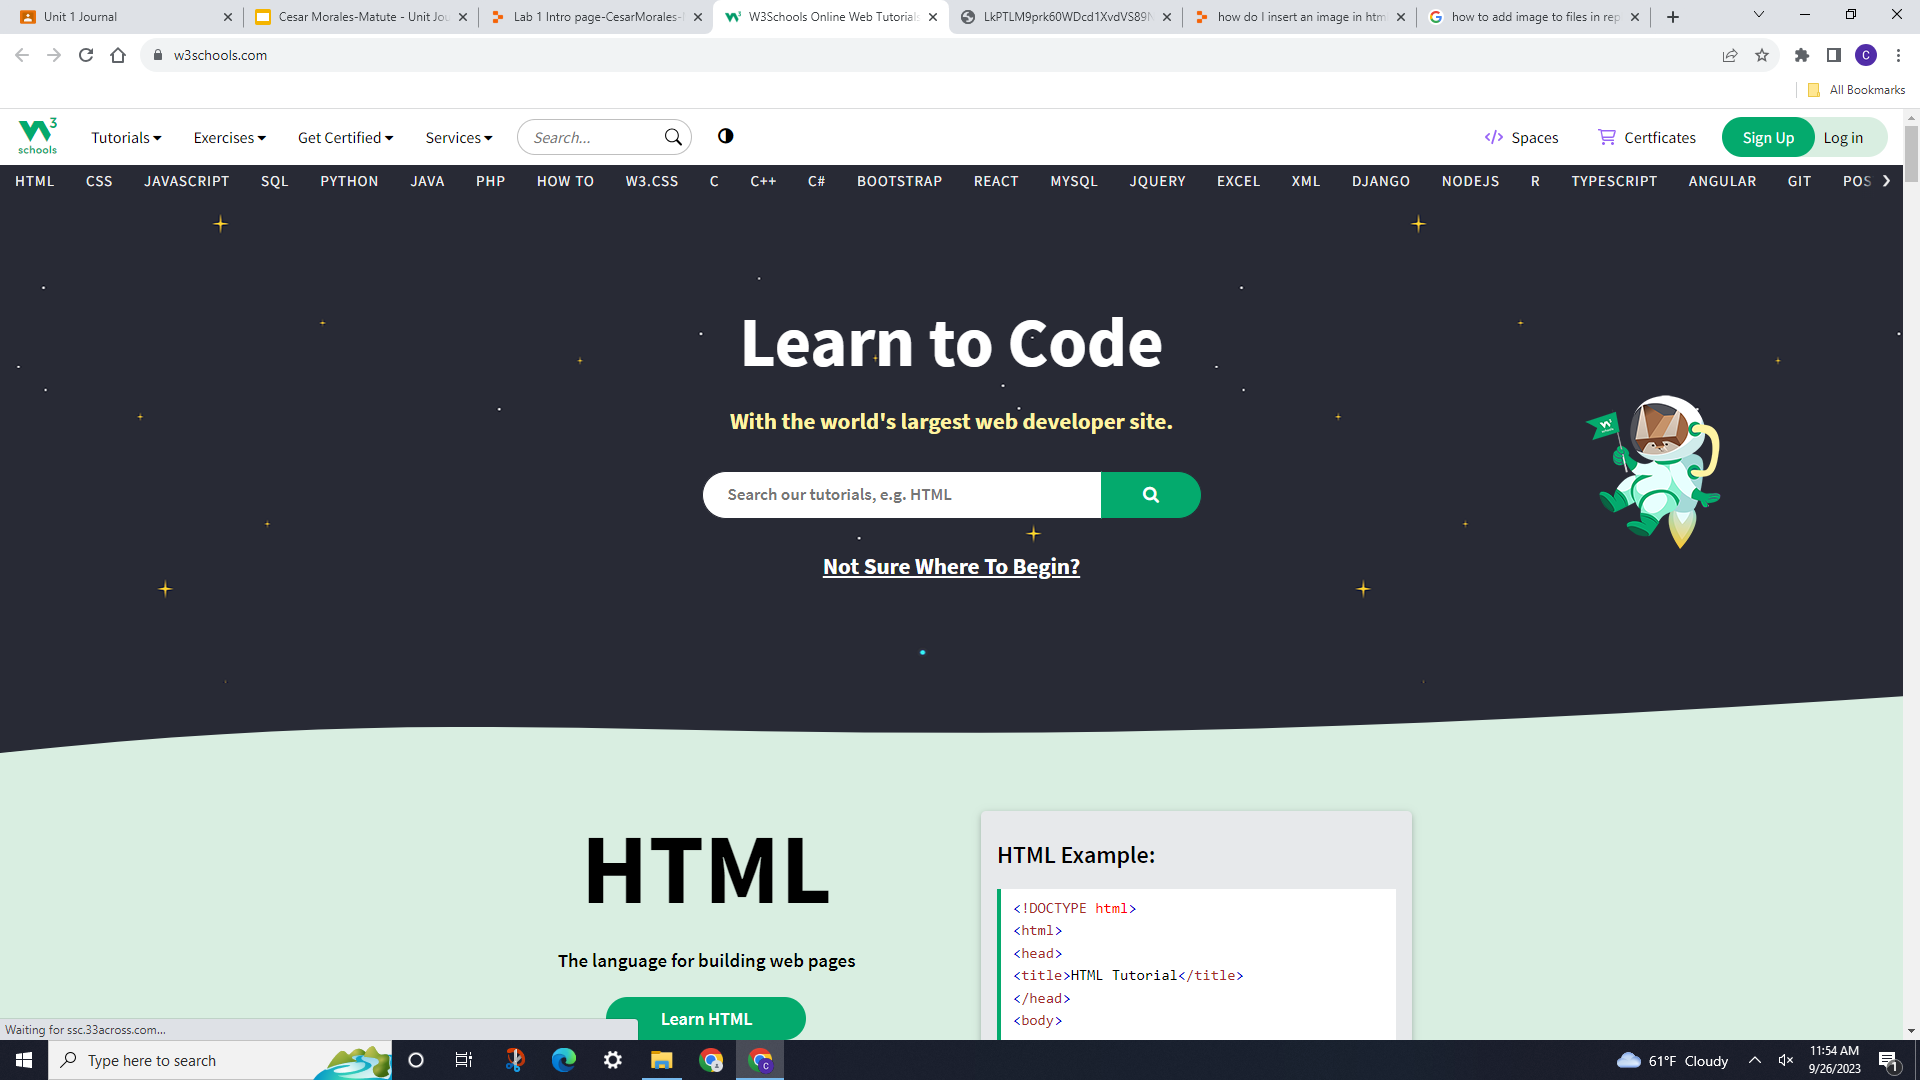 Unit 1 Journal
Cesar Morales-Matute - Unit Jou
Lab 1 Intro page-CesarMorales-
W3Schools Online Web Tutorials
LkPTLM9prk60WDcd1XvdVS89N
how do I insert an image in htm
how to add image to files in rep
w3schools.com
C
All Bookmarks
W3 schools
Tutorials
Exercises
Get Certified
Services
Search...
Spaces
Certficates
Sign Up
Log in
HTML CSS JAVASCRIPT SQL PYTHON JAVA PHP HOW TO W3.CSS C C++ C# BOOTSTRAP REACT MYSQL JQUERY EXCEL XML DJANGO NODEJS R TYPESCRIPT ANGULAR GIT POS
Learn to Code
With the world's largest web developer site.
Search our tutorials, e.g. HTML
Not Sure Where To Begin?
HTML
The language for building web pages
Learn HTML
HTML Example:
<!DOCTYPE html>
<html>
<head>
<title>HTML Tutorial</title>
</head>
<body>
Waiting for ssc.33across.com...
Type here to search
C
61°F Cloudy
11:54 AM
9/26/2023
1